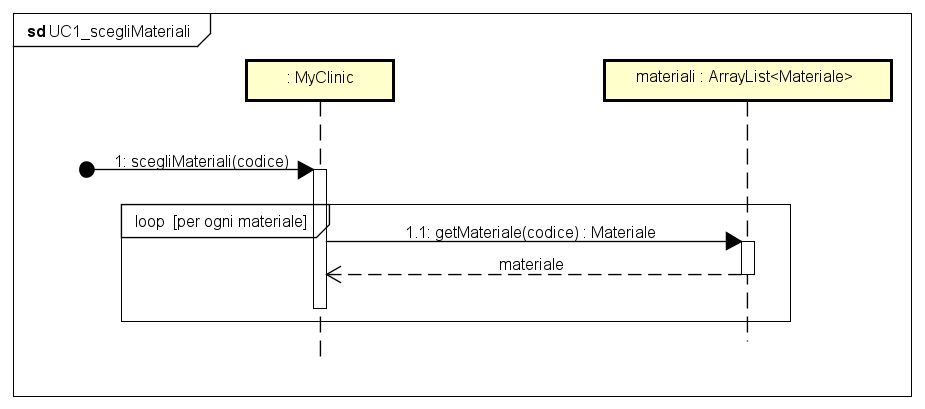 sd UC1_scegliMateriali
: MyClinic
materiali : ArrayList<Materiale>
1: scegliMateriali(codice)
loop [per ogni materiale]
1.1: getMateriale(codice) : Materiale
materiale